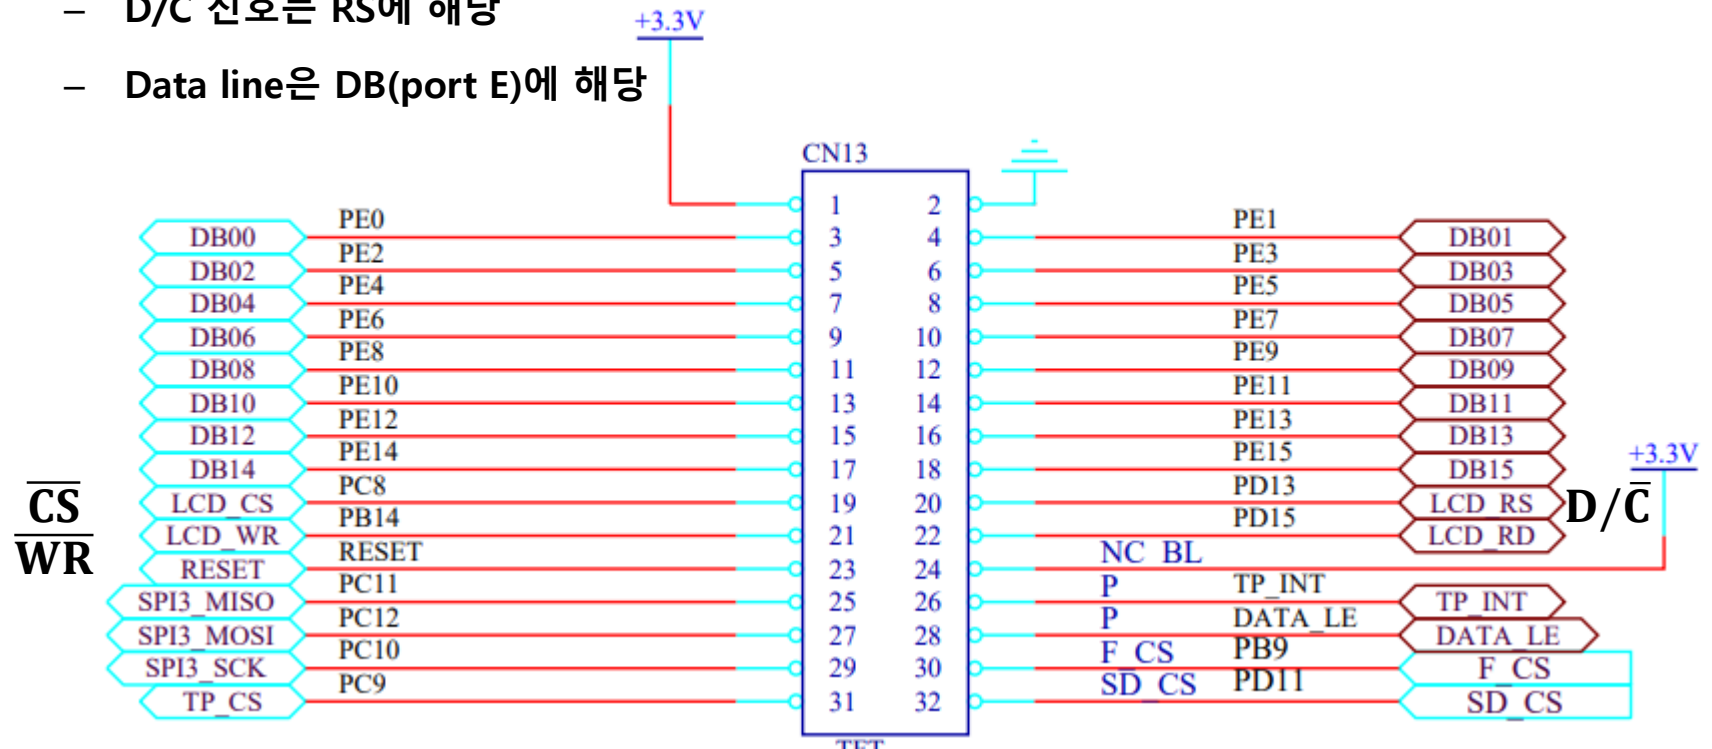 – D/C 신호는 RS에 해당
– Data line은 DB(port E)에 해당
+3.3V
CN13
1 2
DB00 PE0 3 4 PE1 DB01
DB02 PE2 5 6 PE3 DB03
DB04 PE4 7 8 PE5 DB05
DB06 PE6 9 10 PE7 DB07
DB08 PE8 11 12 PE9 DB09
DB10 PE10 13 14 PE11 DB11
DB12 PE12 15 16 PE13 DB13
DB14 PE14 17 18 PE15 DB15
+3.3V
C̅S̅ LCD_CS PC8 19 20 PD13 LCD_RS D/C̅
W̅R̅ LCD_WR PB14 21 22 PD15 LCD_RD
RESET RESET 23 24 NC BL
SPI3_MISO PC11 25 26 P TP_INT TP_INT
SPI3_MOSI PC12 27 28 P DATA_LE DATA_LE
SPI3_SCK PC10 29 30 F_CS PB9 F_CS
TP_CS PC9 31 32 SD_CS PD11 SD_CS
TFT